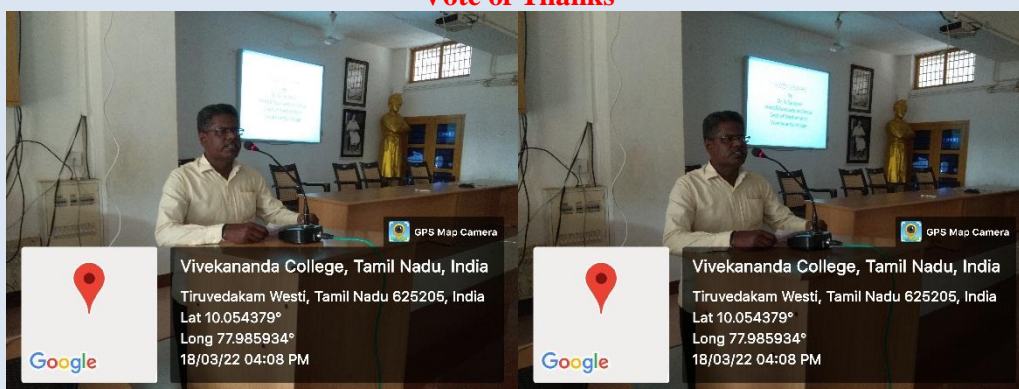 Vote of Thanks
GPS Map Camera
Vivekananda College, Tamil Nadu, India
Tiruvedakam Westi, Tamil Nadu 625205, India
Lat 10.054379°
Long 77.985934°
18/03/22 04:08 PM
Google
GPS Map Camera
Vivekananda College, Tamil Nadu, India
Tiruvedakam Westi, Tamil Nadu 625205, India
Lat 10.054379°
Long 77.985934°
18/03/22 04:08 PM
Google